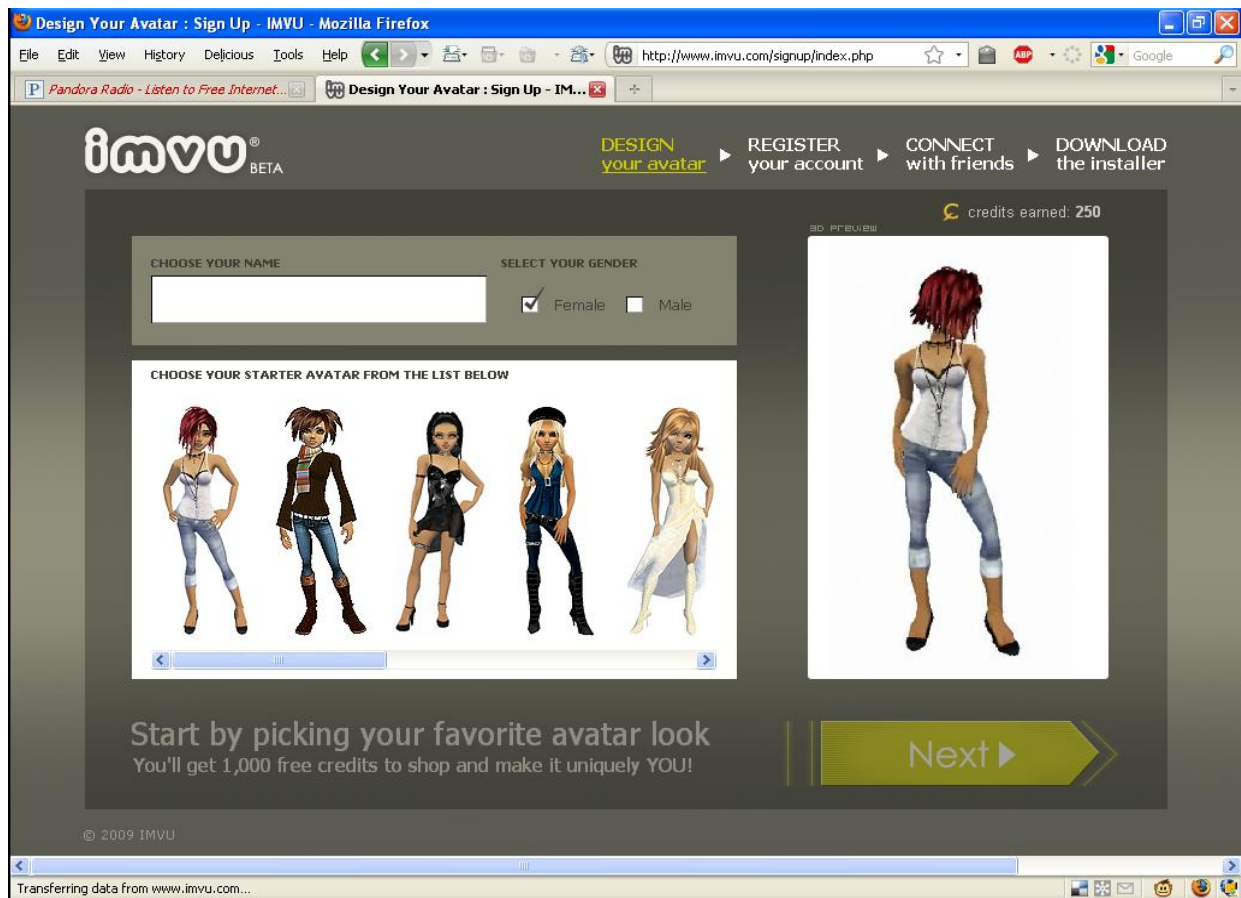 Design Your Avatar : Sign Up - IMVU - Mozilla Firefox
File Edit View History Delicious Tools Help http://www.imvu.com/signup/index.php ABP Google
P Pandora Radio - Listen to Free Internet... Design Your Avatar : Sign Up - IM...
imvu® BETA
DESIGN your avatar
REGISTER your account
CONNECT with friends
DOWNLOAD the installer
credits earned: 250
3D Preview
CHOOSE YOUR NAME
SELECT YOUR GENDER
Female Male
CHOOSE YOUR STARTER AVATAR FROM THE LIST BELOW
Start by picking your favorite avatar look
You'll get 1,000 free credits to shop and make it uniquely YOU!
Next
© 2009 IMVU
Transferring data from www.imvu.com...